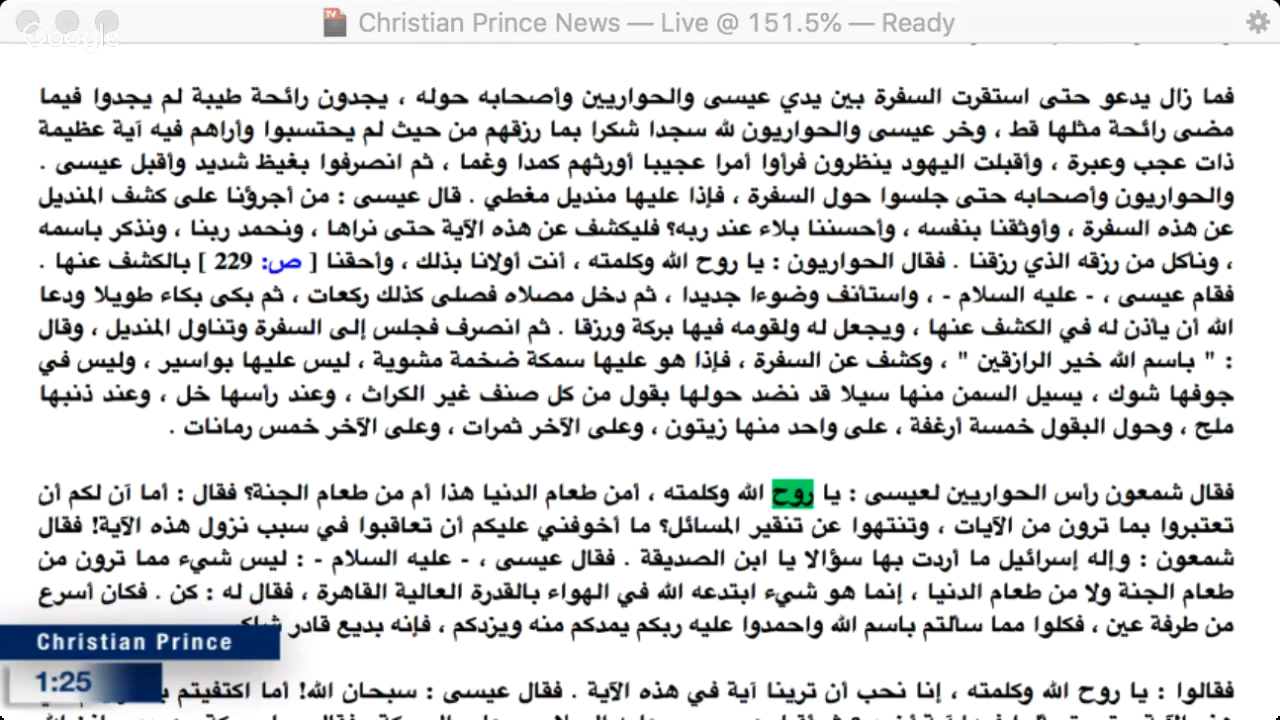 Christian Prince News — Live @ 151.5% — Ready
Google
فما زال يدعو حتى استقرت السفرة بين يدي عيسى والحواريين وأصحابه حوله ، يجدون رائحة طيبة لم يجدوا فيما
مضى رائحة مثلها قط ، وخر عيسى والحواريون لله سجدا شكرا بما رزقهم من حيث لم يحتسبوا وأراهم فيه آية عظيمة
ذات عجب وعبرة ، وأقبلت اليهود ينظرون فرأوا أمرا عجيبا أورثهم كمدا وغما ، ثم انصرفوا بغيظ شديد وأقبل عيسى .
والحواريون وأصحابه حتى جلسوا حول السفرة ، فإذا عليها منديل مغطي . قال عيسى : من أجرؤنا على كشف المنديل
عن هذه السفرة ، وأوثقنا بنفسه ، وأحسننا بلاء عند ربه؟ فليكشف عن هذه الآية حتى نراها ، ونحمد ربنا ، ونذكر باسمه
، ونأكل من رزقه الذي رزقنا . فقال الحواريون : يا روح الله وكلمته ، أنت أولانا بذلك ، وأحقنا [ ص: 229 ] بالكشف عنها .
فقام عيسى ، - عليه السلام - ، واستأنف وضوءا جديدا ، ثم دخل مصلاه فصلى كذلك ركعات ، ثم بكى بكاء طويلا ودعا
الله أن يأذن له في الكشف عنها ، ويجعل له ولقومه فيها بركة ورزقا . ثم انصرف فجلس إلى السفرة وتناول المنديل ، وقال
: " باسم الله خير الرازقين " ، وكشف عن السفرة ، فإذا هو عليها سمكة ضخمة مشوية ، ليس عليها بواسير ، وليس في
جوفها شوك ، يسيل السمن منها سيلا قد نضد حولها بقول من كل صنف غير الكراث ، وعند رأسها خل ، وعند ذنبها
ملح ، وحول البقول خمسة أرغفة ، على واحد منها زيتون ، وعلى الآخر ثمرات ، وعلى الآخر خمس رمانات .
فقال شمعون رأس الحواريين لعيسى : يا روح الله وكلمته ، أمن طعام الدنيا هذا أم من طعام الجنة؟ فقال : أما آن لكم أن
تعتبروا بما ترون من الآيات ، وتنتهوا عن تنقير المسائل؟ ما أخوفني عليكم أن تعاقبوا في سبب نزول هذه الآية! فقال
شمعون : وإله إسرائيل ما أردت بها سؤالا يا ابن الصديقة . فقال عيسى ، - عليه السلام - : ليس شيء مما ترون من
طعام الجنة ولا من طعام الدنيا ، إنما هو شيء ابتدعه الله في الهواء بالقدرة العالية القاهرة ، فقال له : كن . فكان أسرع
من طرفة عين ، فكلوا مما سألتم باسم الله واحمدوا عليه ربكم يمدكم منه ويزدكم ، فإنه بديع قادر
Christian Prince
1:25
فقالوا : يا روح الله وكلمته ، إنا نحب أن ترينا آية في هذه الآية . فقال عيسى : سبحان الله! أما اكتفيتم